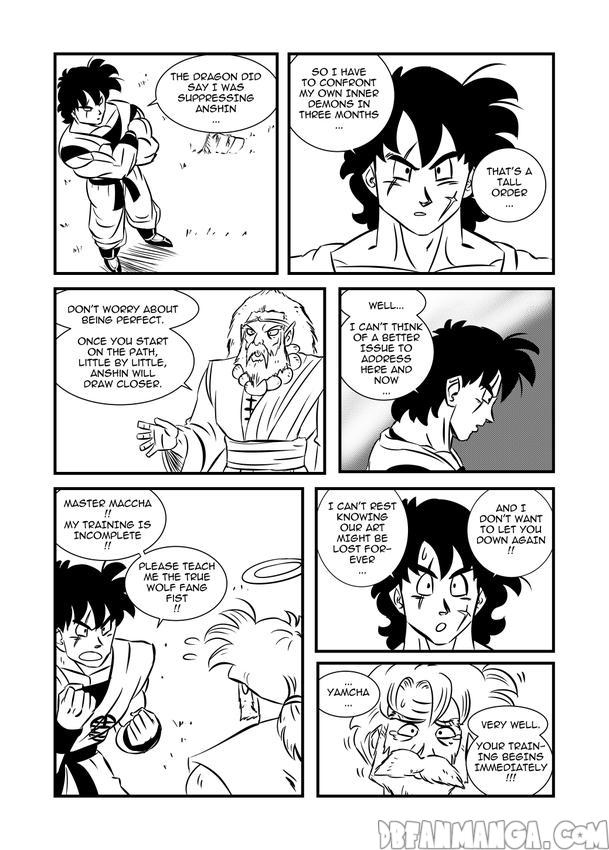 THE DRAGON DID
SAY I WAS
SUPPRESSING
ANSHIN
...
SO I HAVE
TO CONFRONT
MY OWN INNER
DEMONS IN
THREE MONTHS
...
THAT'S A
TALL
ORDER
...
DON'T WORRY ABOUT
BEING PERFECT.
ONCE YOU START
ON THE PATH,
LITTLE BY LITTLE,
ANSHIN WILL
DRAW CLOSER.
WELL...
I CAN'T THINK
OF A BETTER
ISSUE TO
ADDRESS
HERE AND
NOW
...
MASTER MACCHA
!!
MY TRAINING IS
INCOMPLETE
!!
PLEASE TEACH
ME THE TRUE
WOLF FANG
FIST
!!
I CAN'T REST
KNOWING
OUR ART
MIGHT BE
LOST FOR-
EVER
...
AND I
DON'T WANT
TO LET YOU
DOWN AGAIN
!!
...
YAMCHA
...
VERY WELL.
YOUR TRAIN-
ING BEGINS
IMMEDIATELY
!!!
DBFANMANGA.COM